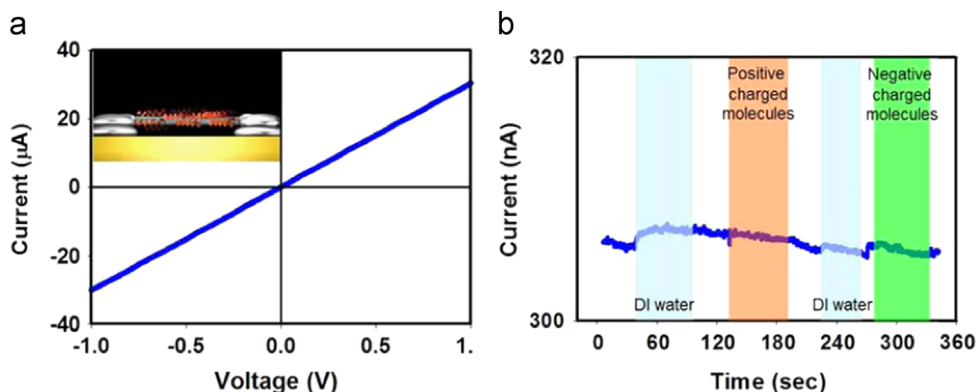 a
Current (μA)
40
20
0
-20
-40
-1.0 -0.5 0.0 0.5 1.
Voltage (V)
b
Current (nA)
320
300
Positive
charged
molecules
Negative
charged
molecules
DI water
DI water
0 60 120 180 240 300 360
Time (sec)